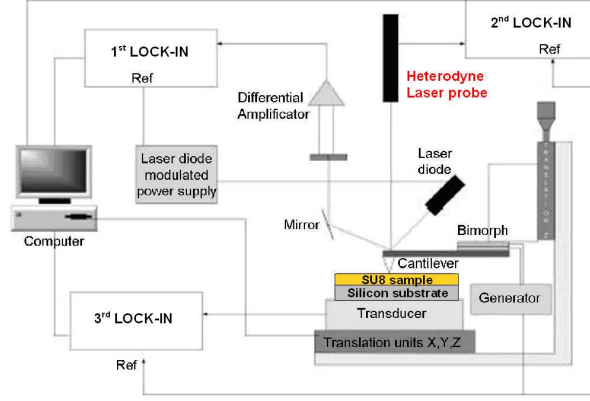 2nd LOCK-IN
Ref
1st LOCK-IN
Ref
Heterodyne
Laser probe
Differential
Amplificator
Laser diode
modulated
power supply
Laser
diode
TRANSLATION Z
Mirror
Bimorph
Computer
Cantilever
SU8 sample
Silicon substrate
Generator
Transducer
3rd LOCK-IN
Translation units X,Y,Z
Ref